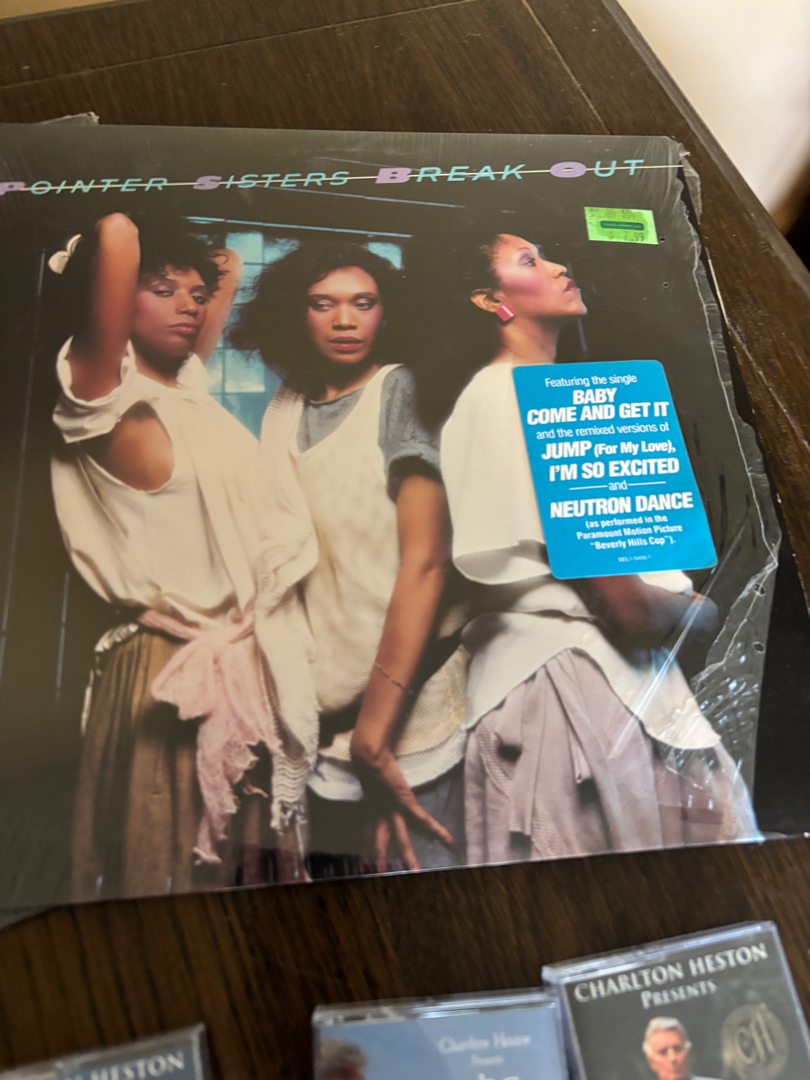 POINTER SISTERS BREAK OUT
Featuring the single
BABY
COME AND GET IT
and the remixed versions of
JUMP (For My Love),
I'M SO EXCITED
and
NEUTRON DANCE
(as performed in the
Paramount Motion Picture
"Beverly Hills Cop").
CHARLTON HESTON
PRESENTS
CH
Charlton Heston
Presents
HESTON